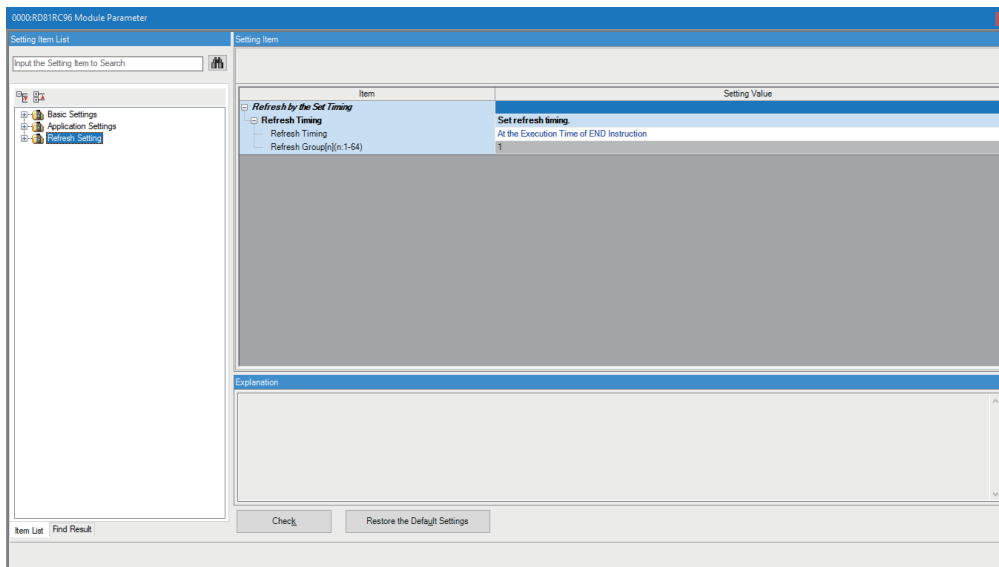 0000:RD81RC96 Module Parameter
Setting Item List
Input the Setting Item to Search
Basic Settings
Application Settings
Refresh Setting
Item List
Find Result
Setting Item
Item
Setting Value
Refresh by the Set Timing
Refresh Timing
Set refresh timing.
Refresh Timing
At the Execution Time of END Instruction
Refresh Group[n](n:1-64)
1
Explanation
Check
Restore the Default Settings